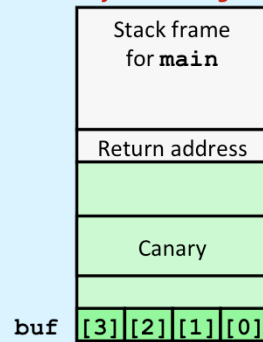 Stack frame
for main
Return address
Canary
buf [3] [2] [1] [0]